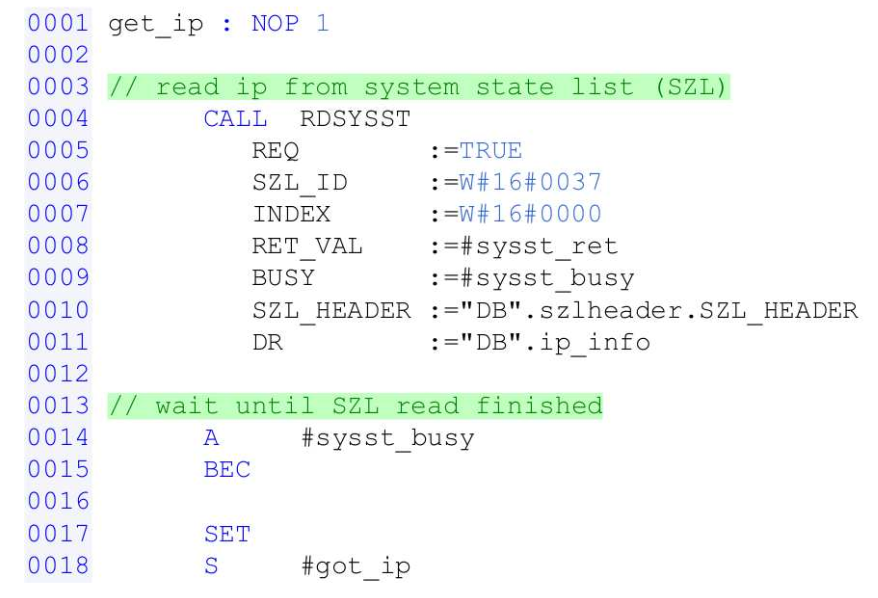 0001 get_ip : NOP 1
0002
0003 // read ip from system state list (SZL)
0004 CALL RDSYSST
0005 REQ :=TRUE
0006 SZL_ID :=W#16#0037
0007 INDEX :=W#16#0000
0008 RET_VAL :=#sysst_ret
0009 BUSY :=#sysst_busy
0010 SZL_HEADER :="DB".szlheader.SZL_HEADER
0011 DR :="DB".ip_info
0012
0013 // wait until SZL read finished
0014 A #sysst_busy
0015 BEC
0016
0017 SET
0018 S #got_ip